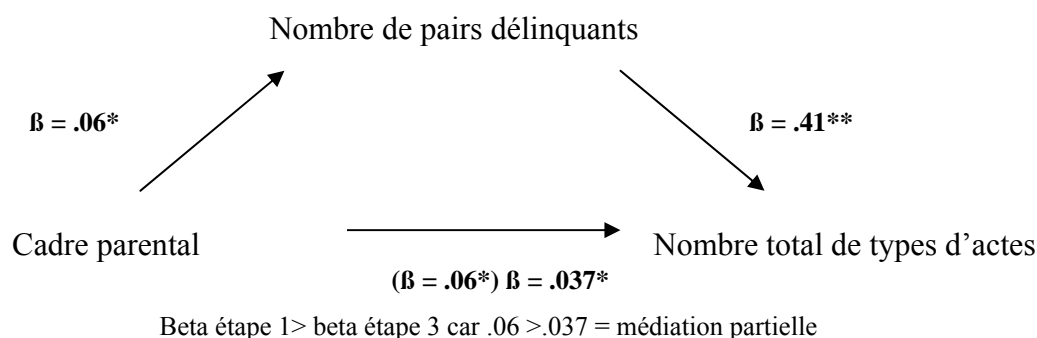 Nombre de pairs délinquants
ß = .06*
ß = .41**
Cadre parental
Nombre total de types d’actes
(ß = .06*) ß = .037*
Beta étape 1> beta étape 3 car .06 >.037 = médiation partielle